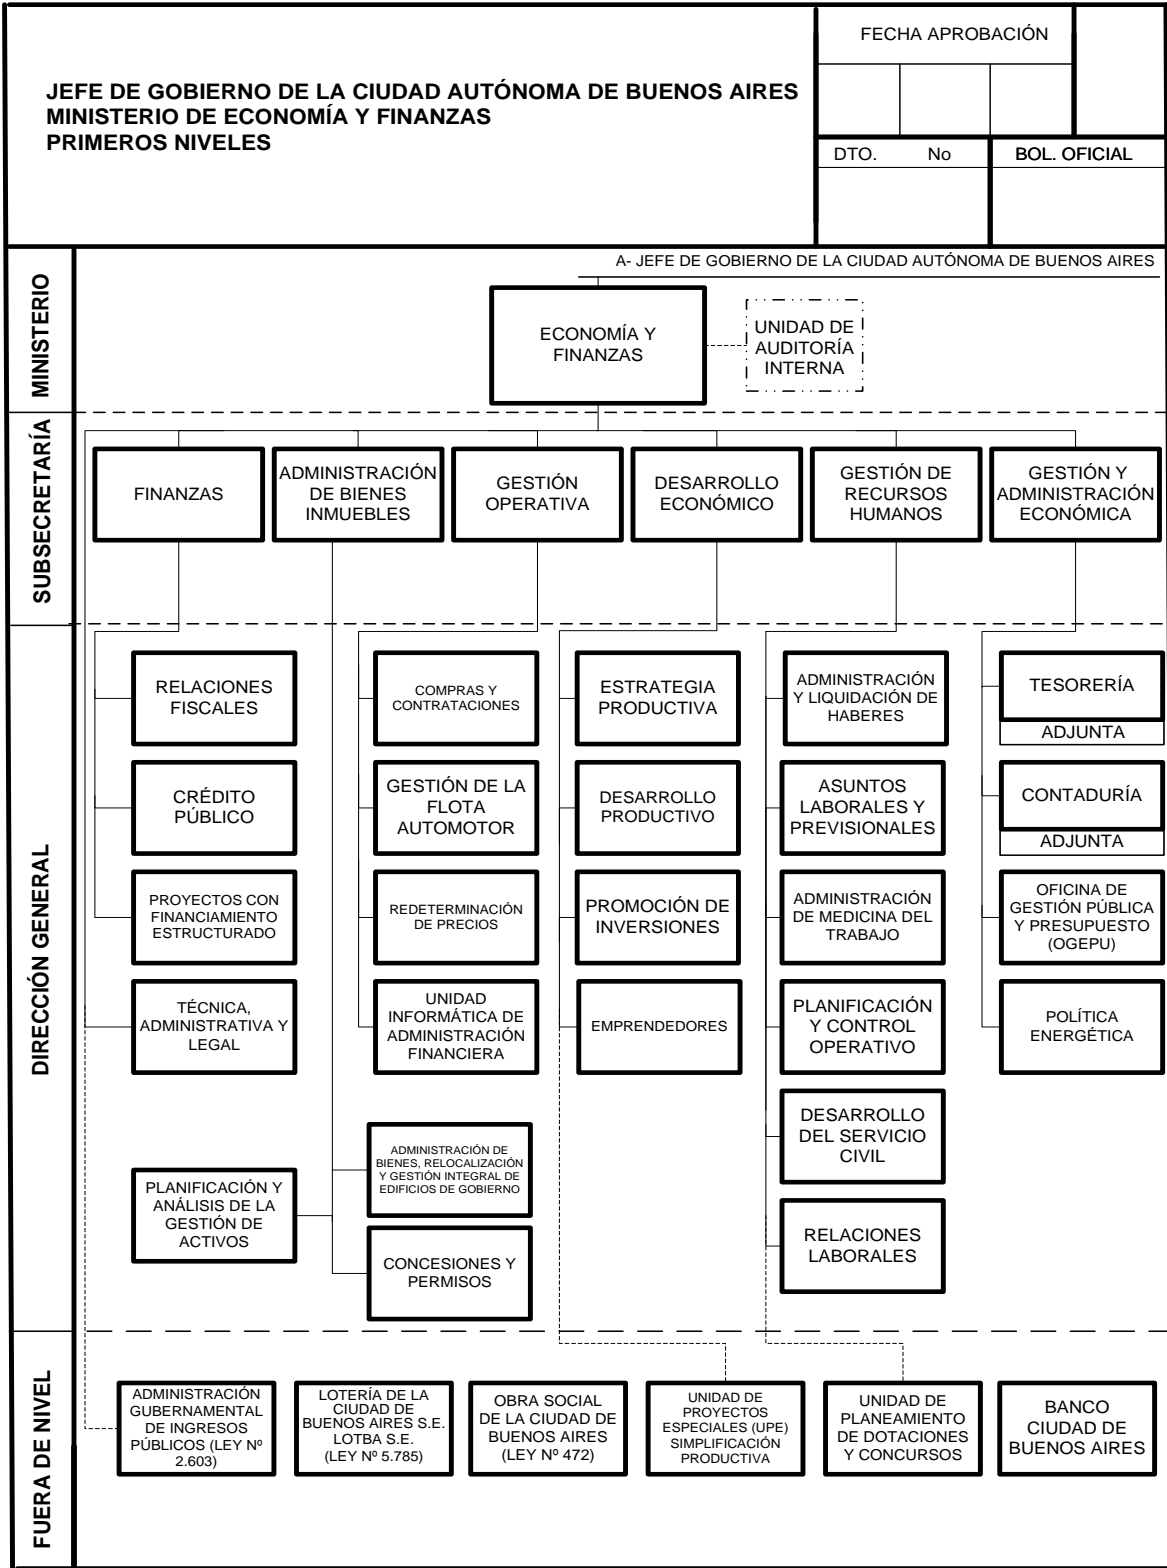 JEFE DE GOBIERNO DE LA CIUDAD AUTÓNOMA DE BUENOS AIRES
MINISTERIO DE ECONOMÍA Y FINANZAS
PRIMEROS NIVELES
FECHA APROBACIÓN
DTO. No
BOL. OFICIAL
MINISTERIO
A- JEFE DE GOBIERNO DE LA CIUDAD AUTÓNOMA DE BUENOS AIRES
ECONOMÍA Y
FINANZAS
UNIDAD DE
AUDITORÍA
INTERNA
SUBSECRETARÍA
FINANZAS
ADMINISTRACIÓN
DE BIENES
INMUEBLES
GESTIÓN
OPERATIVA
DESARROLLO
ECONÓMICO
GESTIÓN DE
RECURSOS
HUMANOS
GESTIÓN Y
ADMINISTRACIÓN
ECONÓMICA
DIRECCIÓN GENERAL
RELACIONES
FISCALES
COMPRAS Y
CONTRATACIONES
ESTRATEGIA
PRODUCTIVA
ADMINISTRACIÓN
Y LIQUIDACIÓN DE
HABERES
TESORERÍA
ADJUNTA
CRÉDITO
PÚBLICO
GESTIÓN DE LA
FLOTA
AUTOMOTOR
DESARROLLO
PRODUCTIVO
ASUNTOS
LABORALES Y
PREVISIONALES
CONTADURÍA
ADJUNTA
PROYECTOS CON
FINANCIAMIENTO
ESTRUCTURADO
REDETERMINACIÓN
DE PRECIOS
PROMOCIÓN DE
INVERSIONES
ADMINISTRACIÓN
DE MEDICINA DEL
TRABAJO
OFICINA DE
GESTIÓN PÚBLICA
Y PRESUPUESTO
(OGEPU)
TÉCNICA,
ADMINISTRATIVA Y
LEGAL
UNIDAD
INFORMÁTICA DE
ADMINISTRACIÓN
FINANCIERA
EMPRENDEDORES
PLANIFICACIÓN
Y CONTROL
OPERATIVO
POLÍTICA
ENERGÉTICA
DESARROLLO
DEL SERVICIO
CIVIL
ADMINISTRACIÓN DE
BIENES, RELOCALIZACIÓN
Y GESTIÓN INTEGRAL DE
EDIFICIOS DE GOBIERNO
PLANIFICACIÓN Y
ANÁLISIS DE LA
GESTIÓN DE
ACTIVOS
CONCESIONES Y
PERMISOS
RELACIONES
LABORALES
FUERA DE NIVEL
ADMINISTRACIÓN
GUBERNAMENTAL
DE INGRESOS
PÚBLICOS (LEY Nº
2.603)
LOTERÍA DE LA
CIUDAD DE
BUENOS AIRES S.E.
LOTBA S.E.
(LEY Nº 5.785)
OBRA SOCIAL
DE LA CIUDAD DE
BUENOS AIRES
(LEY Nº 472)
UNIDAD DE
PROYECTOS
ESPECIALES (UPE)
SIMPLIFICACIÓN
PRODUCTIVA
UNIDAD DE
PLANEAMIENTO
DE DOTACIONES
Y CONCURSOS
BANCO
CIUDAD DE
BUENOS AIRES